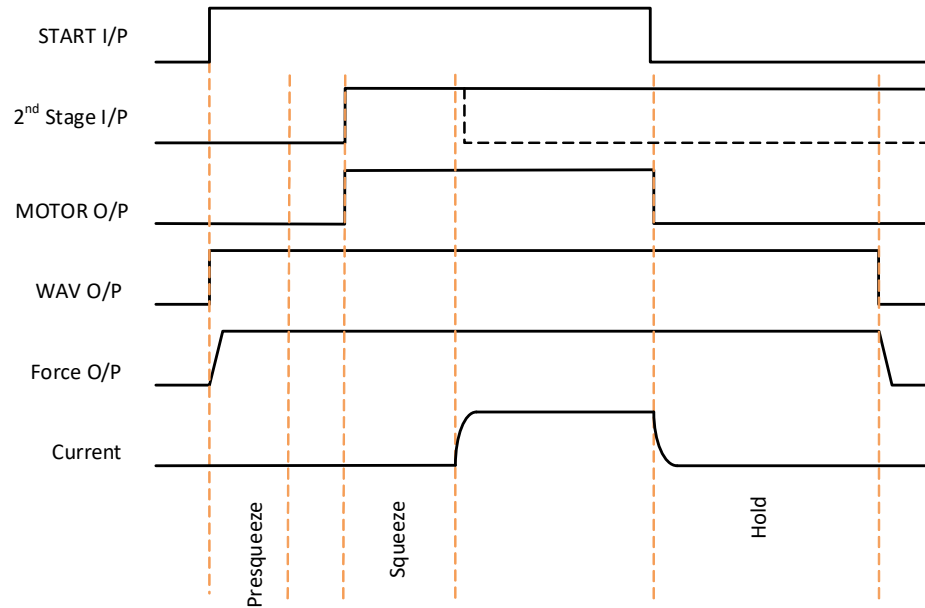 START I/P
2nd Stage I/P
MOTOR O/P
WAV O/P
Force O/P
Current
Presqueeze
Squeeze
Hold